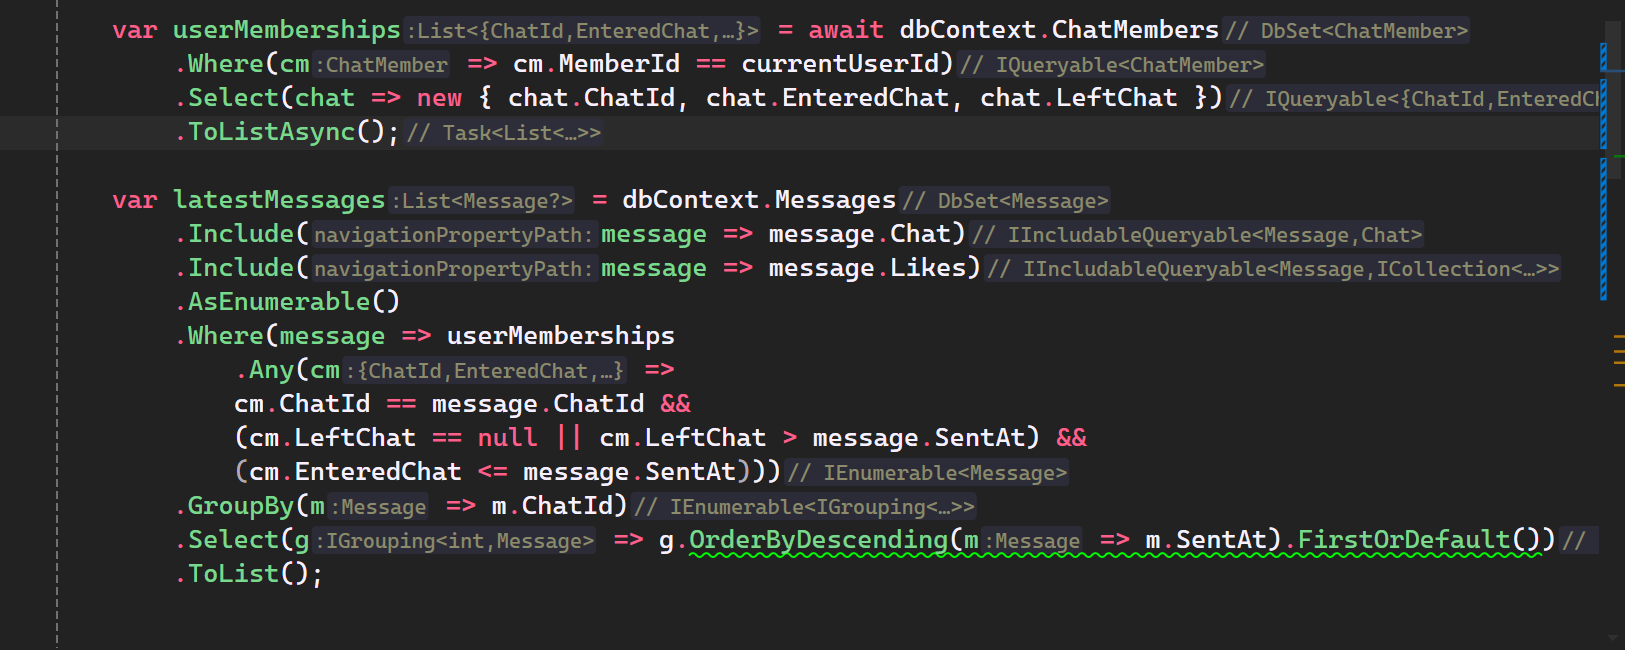 var userMemberships :List<{ChatId,EnteredChat,…}> = await dbContext.ChatMembers // DbSet<ChatMember>
.Where(cm :ChatMember => cm.MemberId == currentUserId) // IQueryable<ChatMember>
.Select(chat => new { chat.ChatId, chat.EnteredChat, chat.LeftChat }) // IQueryable<{ChatId,EnteredCh
.ToListAsync(); // Task<List<…>>
var latestMessages :List<Message?> = dbContext.Messages // DbSet<Message>
.Include( navigationPropertyPath: message => message.Chat) // IIncludableQueryable<Message,Chat>
.Include( navigationPropertyPath: message => message.Likes) // IIncludableQueryable<Message,ICollection<…>>
.AsEnumerable()
.Where(message => userMemberships
.Any(cm :{ChatId,EnteredChat,…} =>
cm.ChatId == message.ChatId &&
(cm.LeftChat == null || cm.LeftChat > message.SentAt) &&
(cm.EnteredChat <= message.SentAt))) // IEnumerable<Message>
.GroupBy(m :Message => m.ChatId) // IEnumerable<IGrouping<…>>
.Select(g :IGrouping<int,Message> => g.OrderByDescending(m :Message => m.SentAt).FirstOrDefault()) //
.ToList();